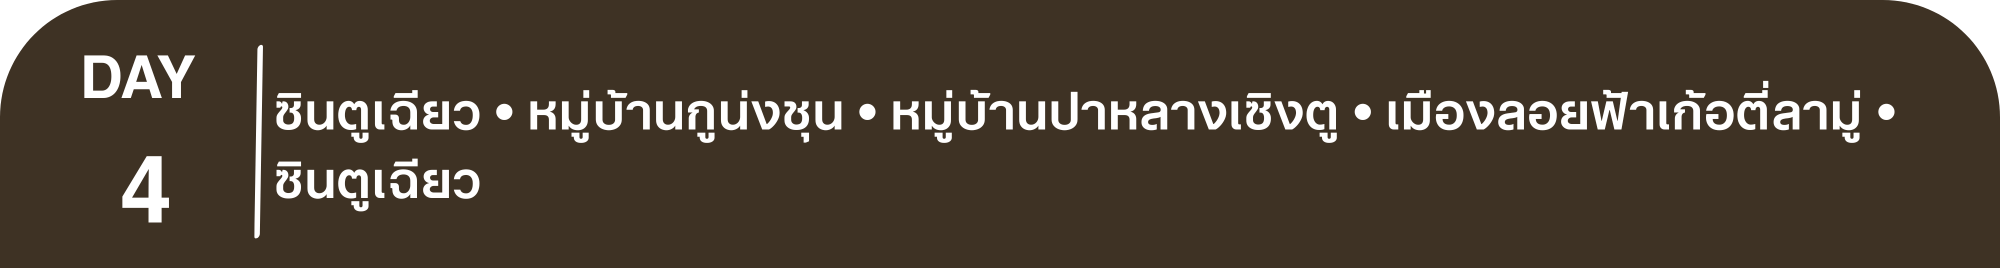 DAY
4
ซินตูเฉียว • หมู่บ้านกูน่งชุน • หมู่บ้านปาหลางเซิงตู • เมืองลอยฟ้าเก้อตี่ลามู่ •
ซินตูเฉียว